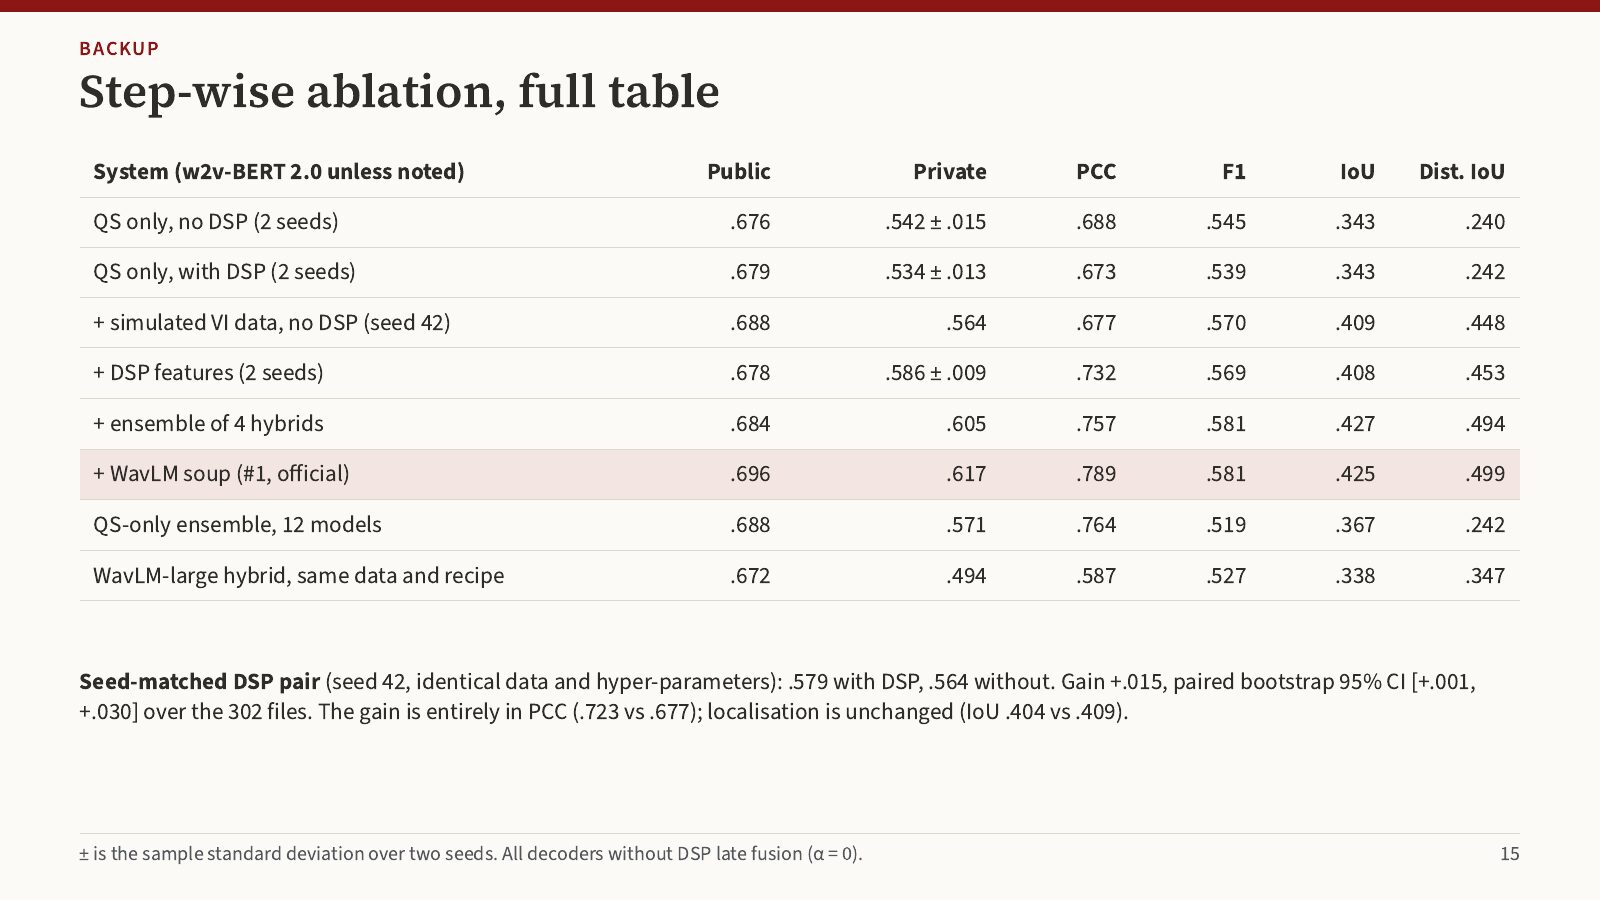 BACKUP
Step-wise ablation, full table
System (w2v-BERT 2.0 unless noted) Public Private PCC F1 IoU Dist. IoU
QS only, no DSP (2 seeds) .676 .542 ± .015 .688 .545 .343 .240
QS only, with DSP (2 seeds) .679 .534 ± .013 .673 .539 .343 .242
+ simulated VI data, no DSP (seed 42) .688 .564 .677 .570 .409 .448
+ DSP features (2 seeds) .678 .586 ± .009 .732 .569 .408 .453
+ ensemble of 4 hybrids .684 .605 .757 .581 .427 .494
+ WavLM soup (#1, official) .696 .617 .789 .581 .425 .499
QS-only ensemble, 12 models .688 .571 .764 .519 .367 .242
WavLM-large hybrid, same data and recipe .672 .494 .587 .527 .338 .347
Seed-matched DSP pair (seed 42, identical data and hyper-parameters): .579 with DSP, .564 without. Gain +.015, paired bootstrap 95% CI [+.001,
+.030] over the 302 files. The gain is entirely in PCC (.723 vs .677); localisation is unchanged (IoU .404 vs .409).
± is the sample standard deviation over two seeds. All decoders without DSP late fusion (α = 0). 15